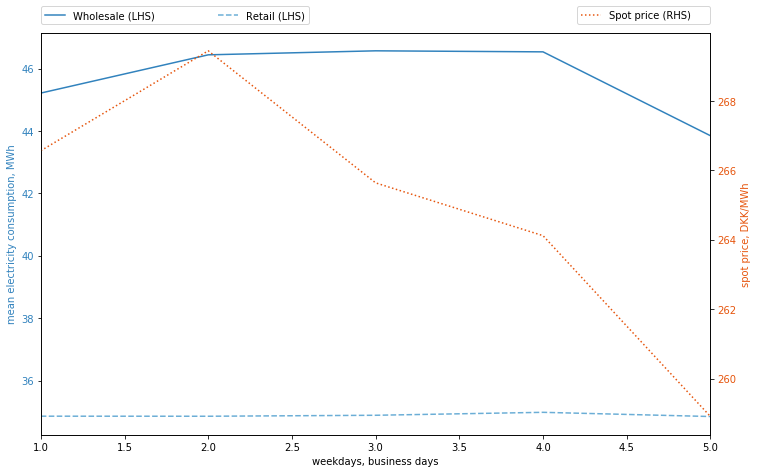 Wholesale (LHS) Retail (LHS) Spot price (RHS)
46
44
42
40
38
36
mean electricity consumption, MWh
268
266
264
262
260
spot price, DKK/MWh
1.0 1.5 2.0 2.5 3.0 3.5 4.0 4.5 5.0
weekdays, business days